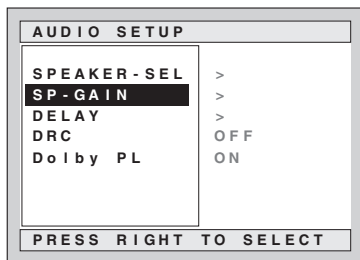 AUDIO SETUP
SPEAKER-SEL >
SP-GAIN >
DELAY >
DRC OFF
Dolby PL ON
PRESS RIGHT TO SELECT